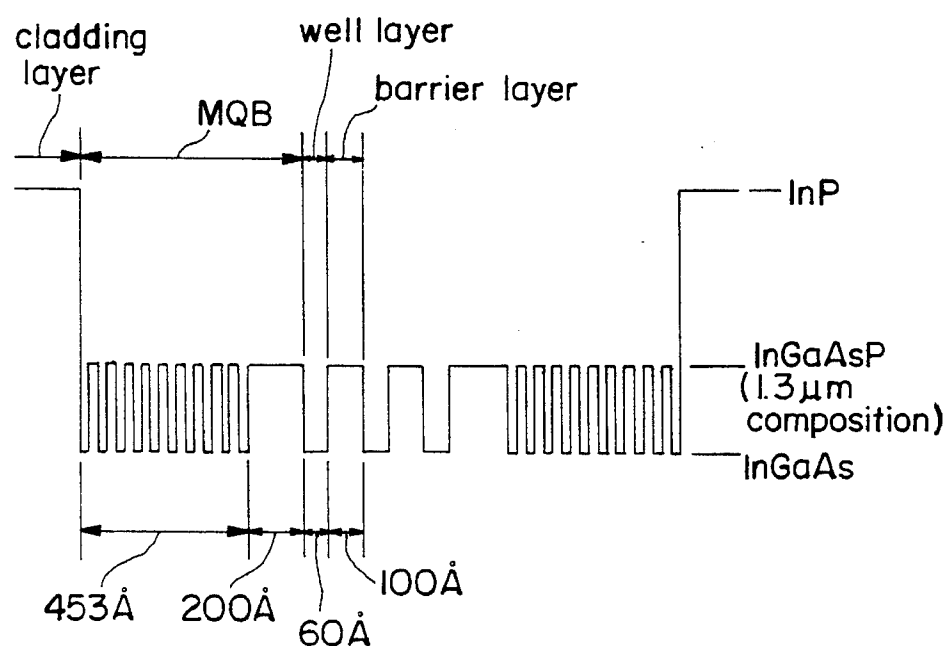 cladding
layer
well layer
barrier layer
MQB
InP
InGaAsP
(1.3μm
composition)
InGaAs
453Å
200Å
60Å
100Å